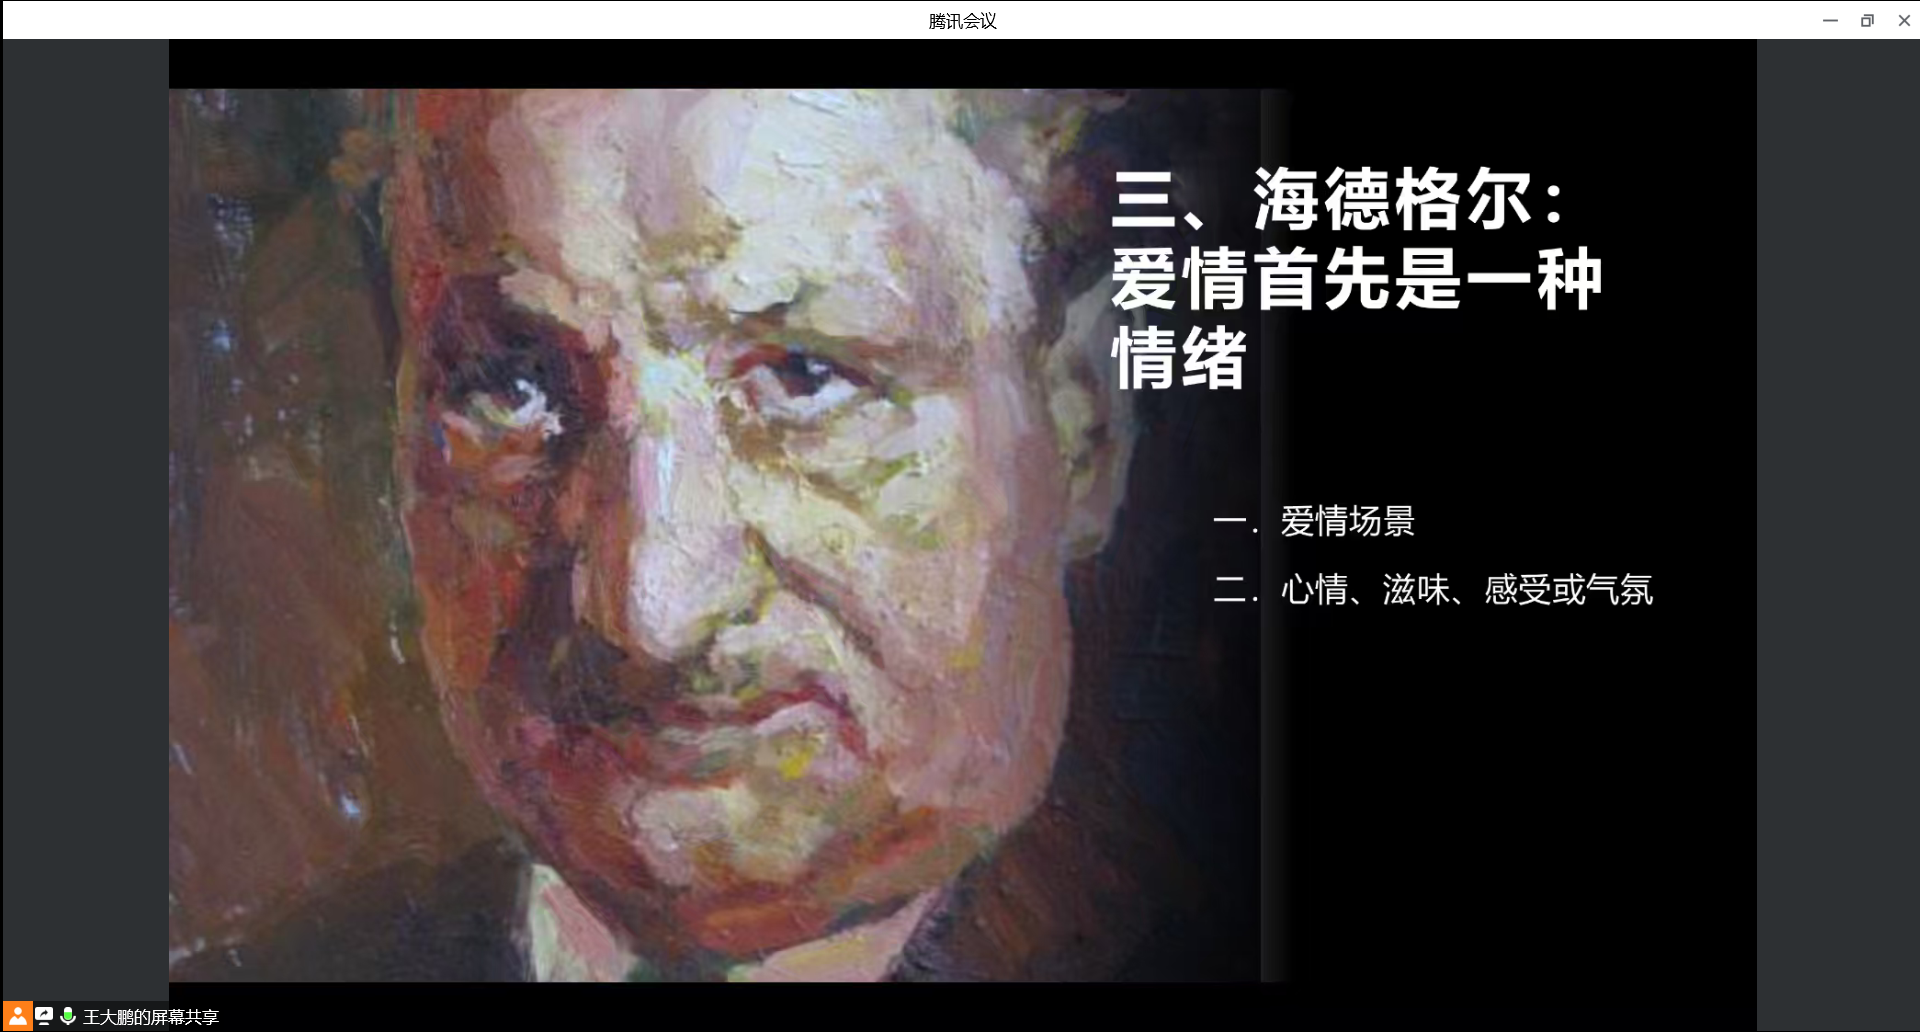 腾讯会议
三、海德格尔：
爱情首先是一种
情绪
一. 爱情场景
二. 心情、滋味、感受或气氛
王大鹏的屏幕共享